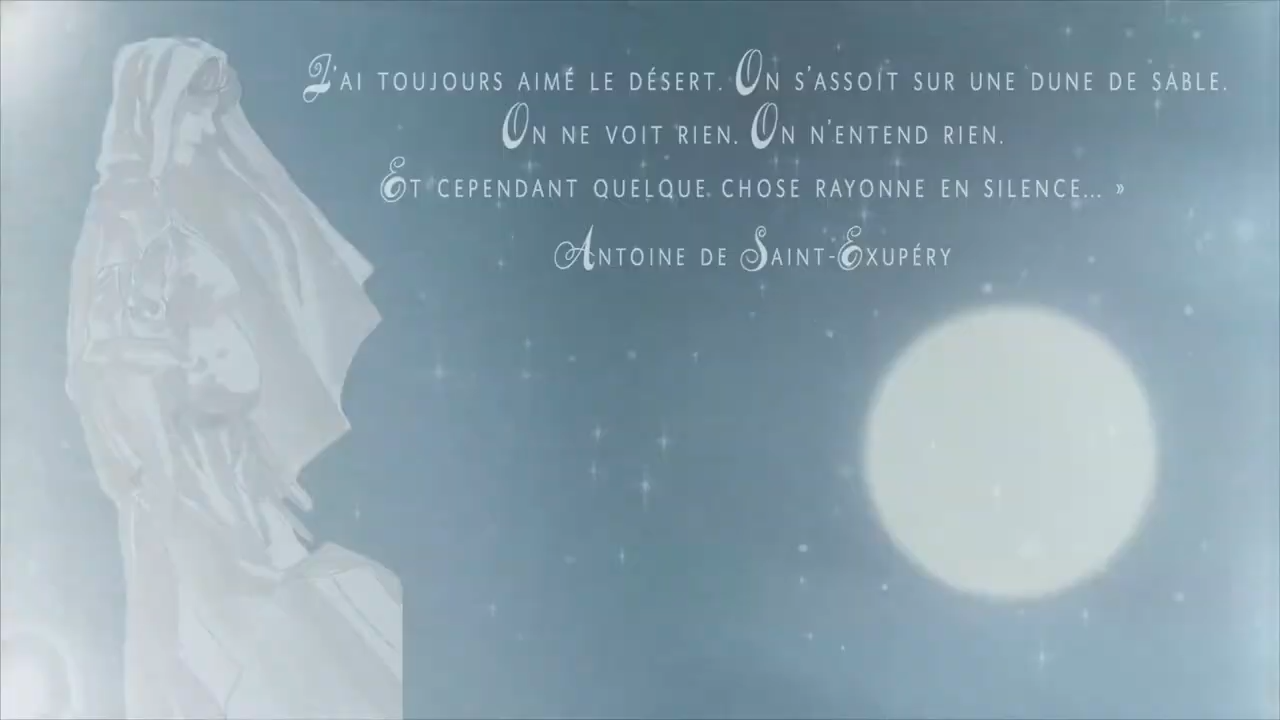 J'ai toujours aimé le désert. On s'assoit sur une dune de sable.
On ne voit rien. On n'entend rien.
Et cependant quelque chose rayonne en silence... »
Antoine de Saint-Exupéry